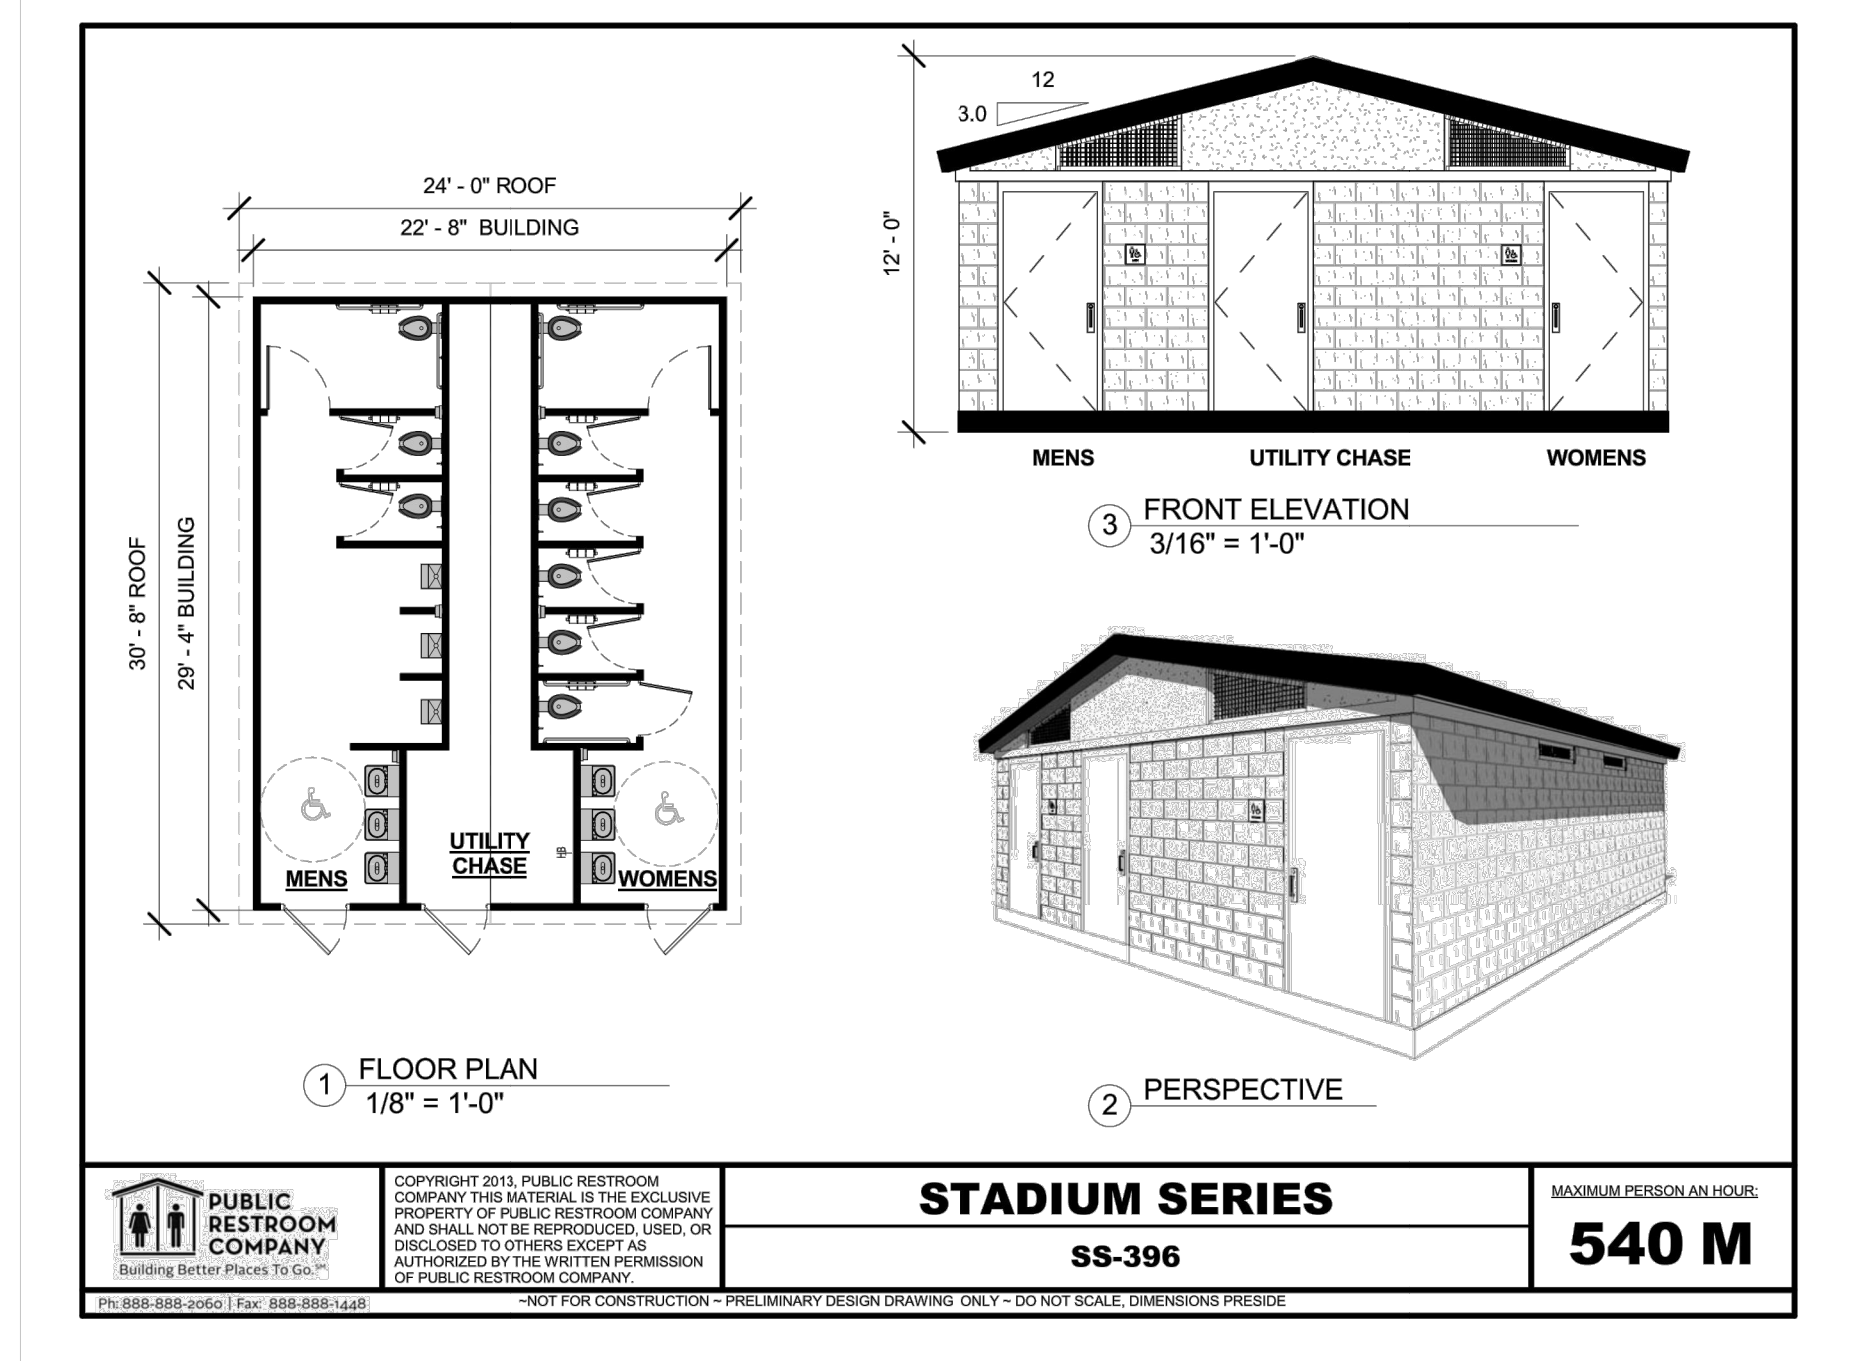 24' - 0" ROOF
22' - 8" BUILDING
30' - 8" ROOF
29' - 4" BUILDING
MENS
UTILITY
CHASE
HB
WOMENS
1
FLOOR PLAN
1/8" = 1'-0"
12
3.0
12' - 0"
MENS
UTILITY CHASE
WOMENS
3
FRONT ELEVATION
3/16" = 1'-0"
2
PERSPECTIVE
PUBLIC
RESTROOM
COMPANY
Building Better Places To Go.℠
Ph: 888-888-2060 | Fax: 888-888-1448
COPYRIGHT 2013, PUBLIC RESTROOM
COMPANY THIS MATERIAL IS THE EXCLUSIVE
PROPERTY OF PUBLIC RESTROOM COMPANY
AND SHALL NOT BE REPRODUCED, USED, OR
DISCLOSED TO OTHERS EXCEPT AS
AUTHORIZED BY THE WRITTEN PERMISSION
OF PUBLIC RESTROOM COMPANY.
STADIUM SERIES
SS-396
MAXIMUM PERSON AN HOUR:
540 M
~NOT FOR CONSTRUCTION ~ PRELIMINARY DESIGN DRAWING ONLY ~ DO NOT SCALE, DIMENSIONS PRESIDE